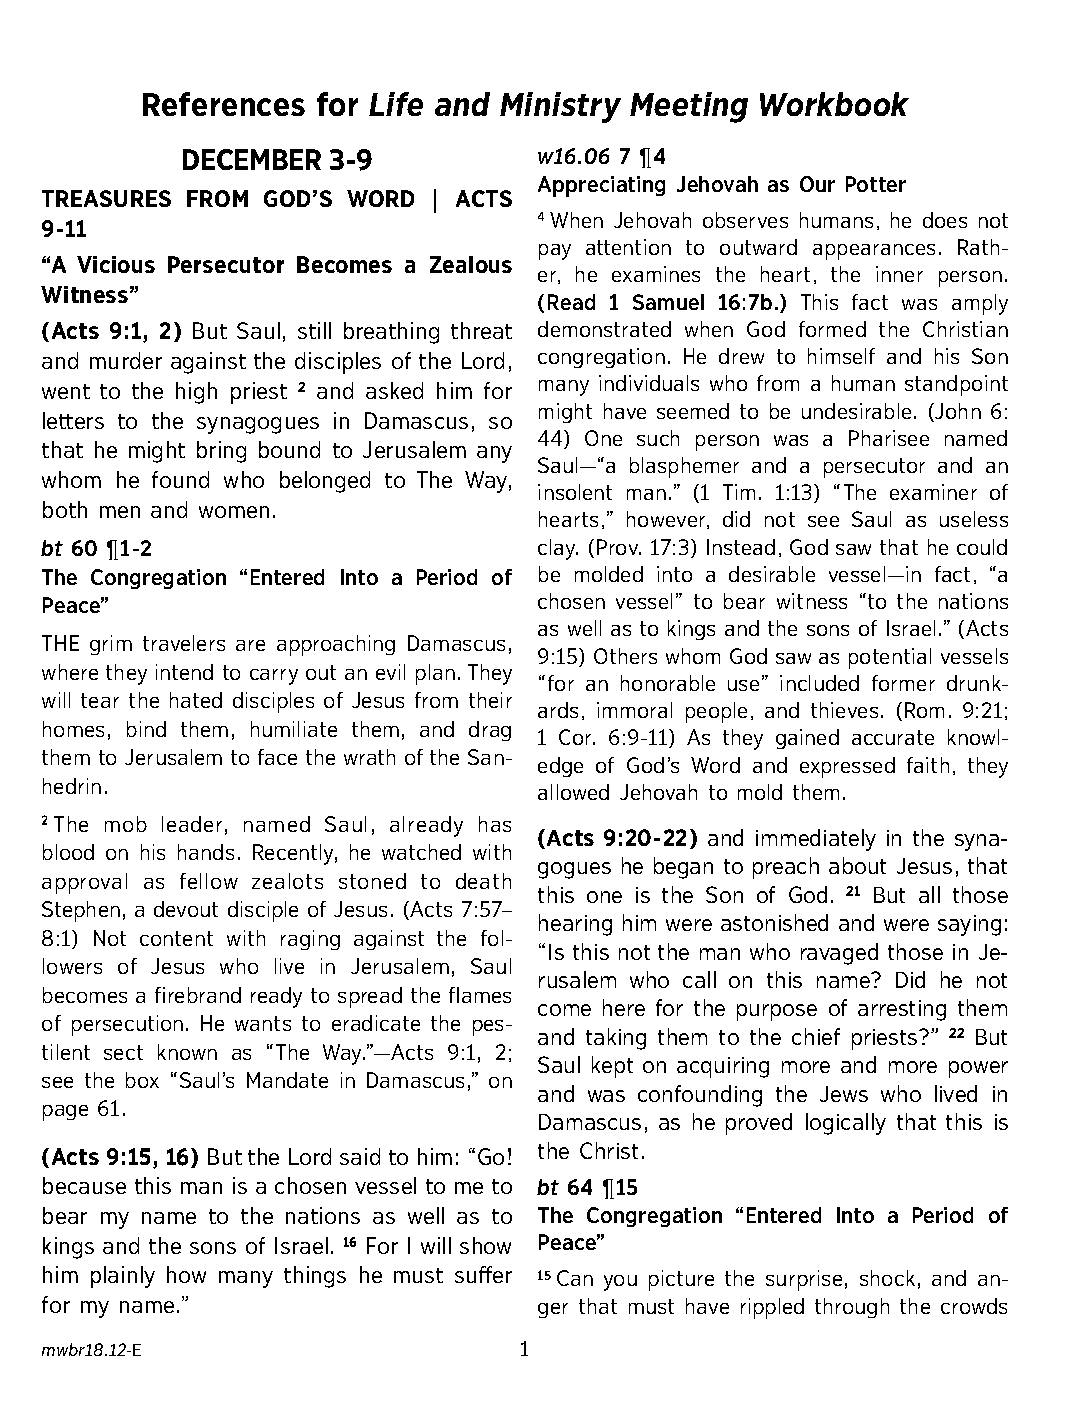 References for Life and Ministry Meeting Workbook
DECEMBER 3-9
TREASURES FROM GOD’S WORD | ACTS
9-11
“A Vicious Persecutor Becomes a Zealous
Witness”
(Acts 9:1, 2) But Saul, still breathing threat
and murder against the disciples of the Lord,
went to the high priest ² and asked him for
letters to the synagogues in Damascus, so
that he might bring bound to Jerusalem any
whom he found who belonged to The Way,
both men and women.
bt 60 ¶1-2
The Congregation “Entered Into a Period of
Peace”
THE grim travelers are approaching Damascus,
where they intend to carry out an evil plan. They
will tear the hated disciples of Jesus from their
homes, bind them, humiliate them, and drag
them to Jerusalem to face the wrath of the San-
hedrin.
² The mob leader, named Saul, already has
blood on his hands. Recently, he watched with
approval as fellow zealots stoned to death
Stephen, a devout disciple of Jesus. (Acts 7:57–
8:1) Not content with raging against the fol-
lowers of Jesus who live in Jerusalem, Saul
becomes a firebrand ready to spread the flames
of persecution. He wants to eradicate the pes-
tilent sect known as “The Way.”—Acts 9:1, 2;
see the box “Saul’s Mandate in Damascus,” on
page 61.
(Acts 9:15, 16) But the Lord said to him: “Go!
because this man is a chosen vessel to me to
bear my name to the nations as well as to
kings and the sons of Israel. ¹⁶ For I will show
him plainly how many things he must suffer
for my name.”
w16.06 7 ¶4
Appreciating Jehovah as Our Potter
⁴ When Jehovah observes humans, he does not
pay attention to outward appearances. Rath-
er, he examines the heart, the inner person.
(Read 1 Samuel 16:7b.) This fact was amply
demonstrated when God formed the Christian
congregation. He drew to himself and his Son
many individuals who from a human standpoint
might have seemed to be undesirable. (John 6:
44) One such person was a Pharisee named
Saul—“a blasphemer and a persecutor and an
insolent man.” (1 Tim. 1:13) “The examiner of
hearts,” however, did not see Saul as useless
clay. (Prov. 17:3) Instead, God saw that he could
be molded into a desirable vessel—in fact, “a
chosen vessel” to bear witness “to the nations
as well as to kings and the sons of Israel.” (Acts
9:15) Others whom God saw as potential vessels
“for an honorable use” included former drunk-
ards, immoral people, and thieves. (Rom. 9:21;
1 Cor. 6:9-11) As they gained accurate knowl-
edge of God’s Word and expressed faith, they
allowed Jehovah to mold them.
(Acts 9:20-22) and immediately in the syna-
gogues he began to preach about Jesus, that
this one is the Son of God. ²¹ But all those
hearing him were astonished and were saying:
“Is this not the man who ravaged those in Je-
rusalem who call on this name? Did he not
come here for the purpose of arresting them
and taking them to the chief priests?” ²² But
Saul kept on acquiring more and more power
and was confounding the Jews who lived in
Damascus, as he proved logically that this is
the Christ.
bt 64 ¶15
The Congregation “Entered Into a Period of
Peace”
¹⁵ Can you picture the surprise, shock, and an-
ger that must have rippled through the crowds
mwbr18.12-E
1